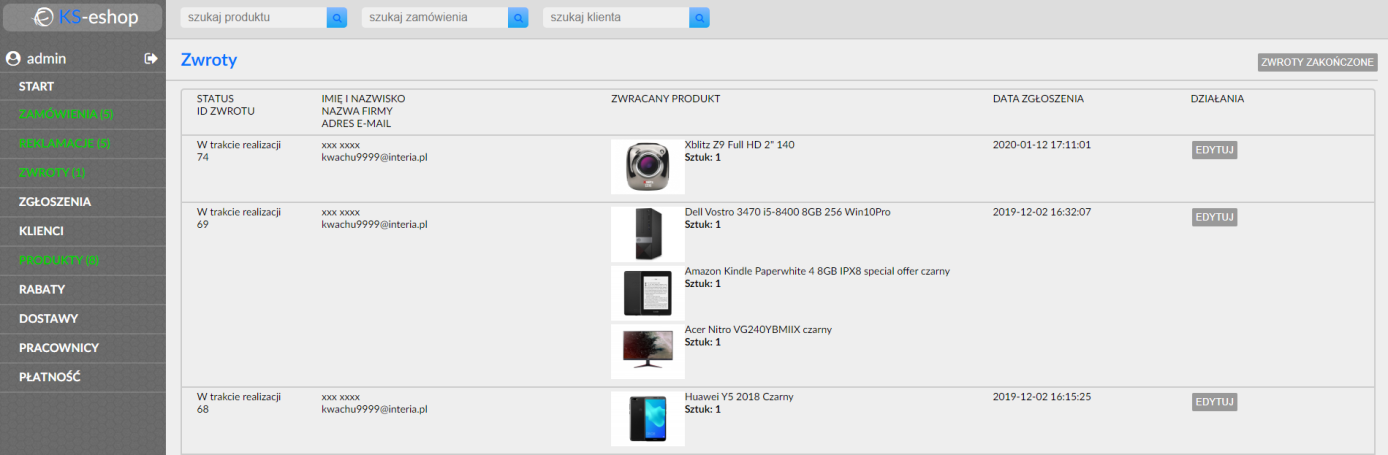 KS-eshop
szukaj produktu
szukaj zamówienia
szukaj klienta
admin
START
ZAMÓWIENIA (5)
REKLAMACJE (5)
ZWROTY (1)
ZGŁOSZENIA
KLIENCI
PRODUKTY (8)
RABATY
DOSTAWY
PRACOWNICY
PŁATNOŚĆ
Zwroty
ZWROTY ZAKOŃCZONE
STATUS
ID ZWROTU
IMIĘ I NAZWISKO
NAZWA FIRMY
ADRES E-MAIL
ZWRACANY PRODUKT
DATA ZGŁOSZENIA
DZIAŁANIA
W trakcie realizacji
74
xxx xxxx
kwachu9999@interia.pl
Xblitz Z9 Full HD 2" 140
Sztuk: 1
2020-01-12 17:11:01
EDYTUJ
W trakcie realizacji
69
xxx xxxx
kwachu9999@interia.pl
Dell Vostro 3470 i5-8400 8GB 256 Win10Pro
Sztuk: 1
Amazon Kindle Paperwhite 4 8GB IPX8 special offer czarny
Sztuk: 1
Acer Nitro VG240YBMIIX czarny
Sztuk: 1
2019-12-02 16:32:07
EDYTUJ
W trakcie realizacji
68
xxx xxxx
kwachu9999@interia.pl
Huawei Y5 2018 Czarny
Sztuk: 1
2019-12-02 16:15:25
EDYTUJ